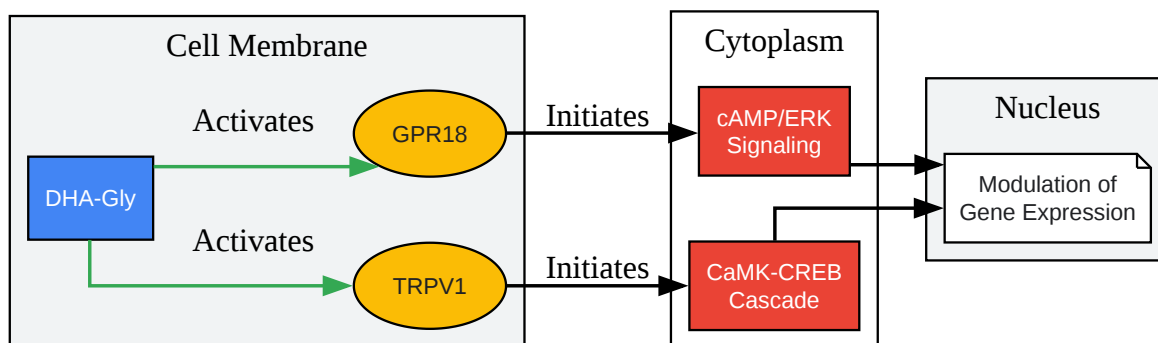 Cell Membrane
Activates
GPR18
DHA-Gly
Activates
TRPV1
Initiates
Initiates
Cytoplasm
cAMP/ERK
Signaling
CaMK-CREB
Cascade
Nucleus
Modulation of
Gene Expression